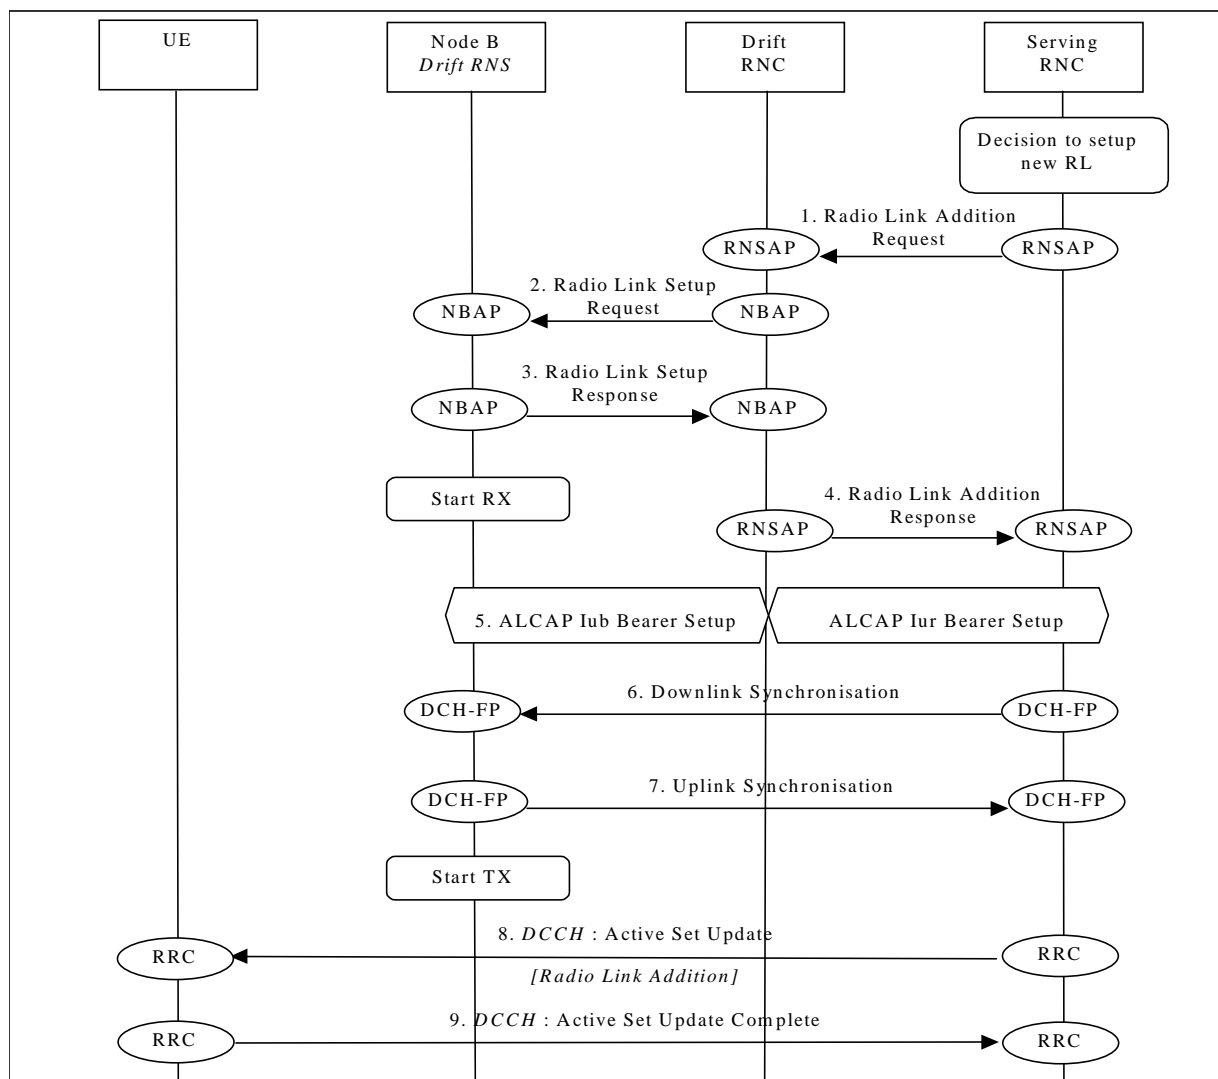 UE
Node B
Drift RNS
Drift
RNC
Serving
RNC
Decision to setup
new RL
1. Radio Link Addition
Request
RNSAP
RNSAP
2. Radio Link Setup
Request
NBAP
NBAP
3. Radio Link Setup
Response
NBAP
NBAP
Start RX
4. Radio Link Addition
Response
RNSAP
RNSAP
5. ALCAP Iub Bearer Setup
ALCAP Iur Bearer Setup
6. Downlink Synchronisation
DCH-FP
DCH-FP
7. Uplink Synchronisation
DCH-FP
DCH-FP
Start TX
8. DCCH : Active Set Update
RRC
RRC
[Radio Link Addition]
9. DCCH : Active Set Update Complete
RRC
RRC